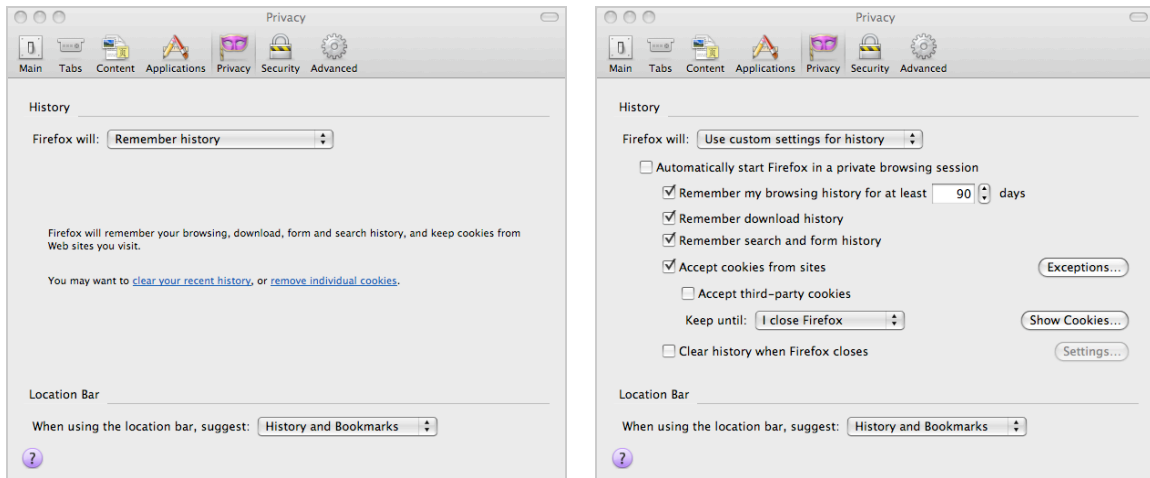 Privacy
Main Tabs Content Applications Privacy Security Advanced
History
Firefox will: Remember history
Firefox will remember your browsing, download, form and search history, and keep cookies from
Web sites you visit.
You may want to clear your recent history, or remove individual cookies.
Location Bar
When using the location bar, suggest: History and Bookmarks
?
Privacy
Main Tabs Content Applications Privacy Security Advanced
History
Firefox will: Use custom settings for history
Automatically start Firefox in a private browsing session
Remember my browsing history for at least 90 days
Remember download history
Remember search and form history
Accept cookies from sites Exceptions...
Accept third-party cookies
Keep until: I close Firefox Show Cookies...
Clear history when Firefox closes Settings...
Location Bar
When using the location bar, suggest: History and Bookmarks
?